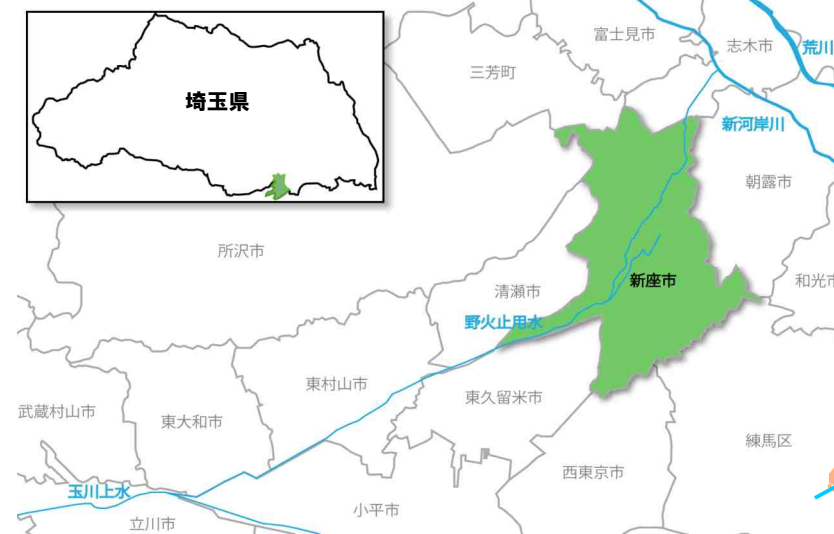 埼玉県
富士見市
志木市
荒川
三芳町
新河岸川
朝露市
所沢市
清瀬市
新座市
和光市
野火止用水
東村山市
東久留米市
武蔵村山市
東大和市
練馬区
西東京市
玉川上水
小平市
立川市